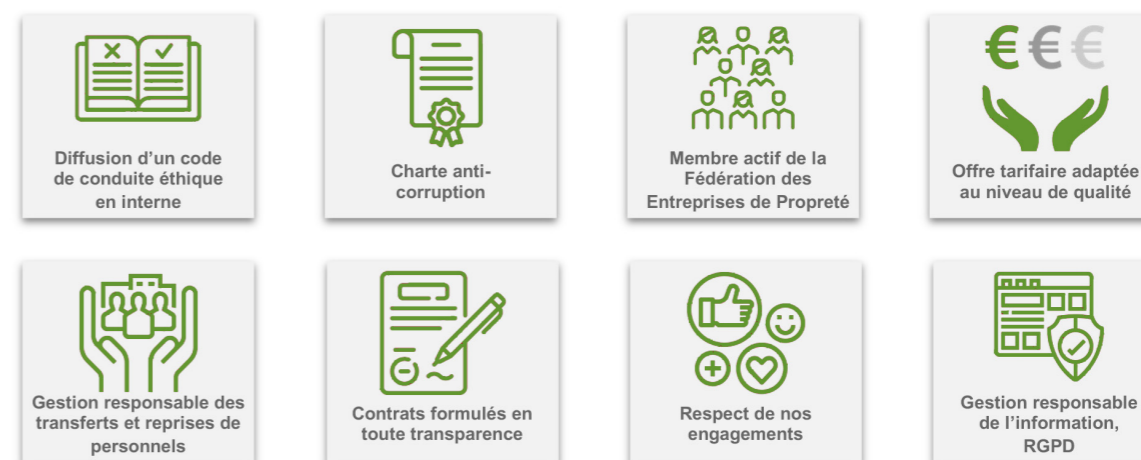 € € €
Diffusion d’un code
de conduite éthique
en interne
Charte anti-
corruption
Membre actif de la
Fédération des
Entreprises de Propreté
Offre tarifaire adaptée
au niveau de qualité
Gestion responsable des
transferts et reprises de
personnels
Contrats formulés en
toute transparence
Respect de nos
engagements
Gestion responsable
de l’information,
RGPD